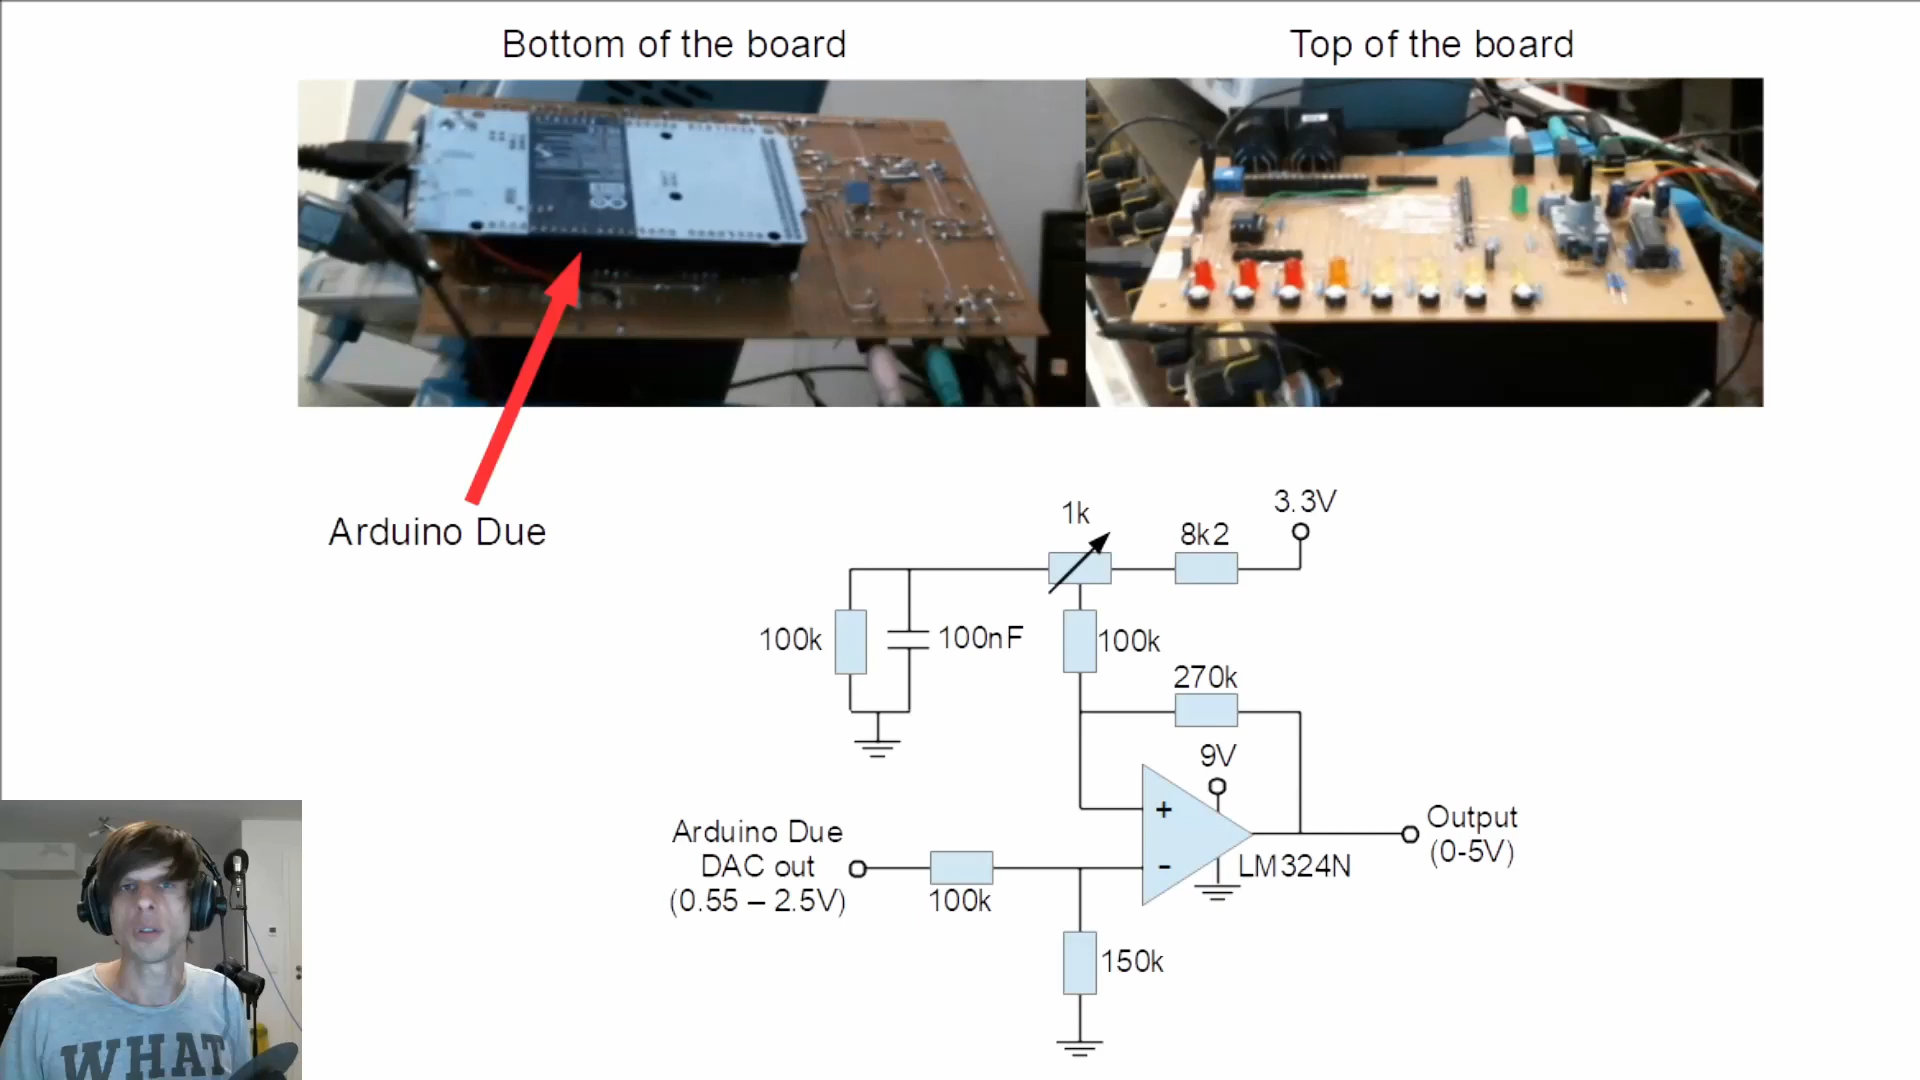 Bottom of the board
Top of the board
Arduino Due
3.3V
1k
8k2
100k
100nF
100k
270k
9V
+
-
LM324N
Output
(0-5V)
Arduino Due
DAC out
(0.55 – 2.5V)
100k
150k
WHAT